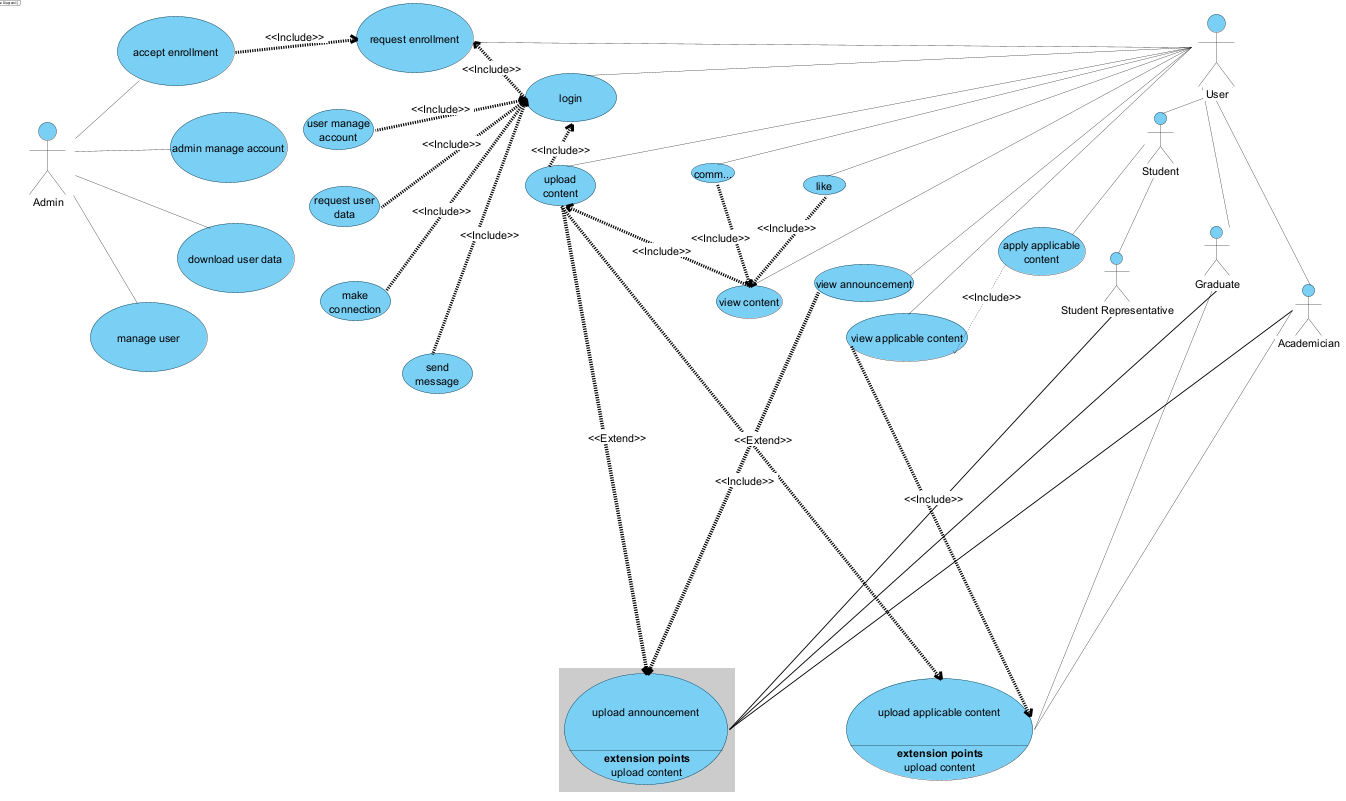 accept enrollment
<<Include>>
request enrollment
<<Include>>
login
User
<<Include>>
user manage
account
admin manage account
<<Include>>
<<Include>>
Admin
upload
content
comm...
like
Student
request user
data
<<Include>>
<<Include>>
<<Include>>
<<Include>>
<<Include>>
download user data
apply applicable
content
view announcement
Graduate
make
connection
view content
<<Include>>
Student Representative
manage user
view applicable content
Academician
send
message
<<Extend>>
<<Extend>>
<<Include>>
<<Include>>
upload announcement
extension points
upload content
upload applicable content
extension points
upload content